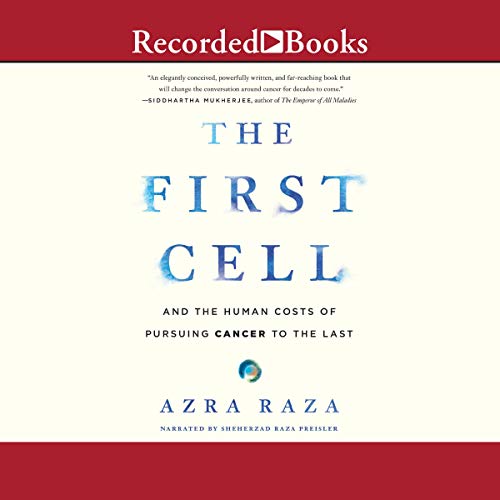 Recorded Books
"An elegantly conceived, powerfully written, and far-reaching book that
will change the conversation around cancer for decades to come."
—SIDDHARTHA MUKHERJEE, author of The Emperor of All Maladies
THE
FIRST
CELL
AND THE HUMAN COSTS OF
PURSUING CANCER TO THE LAST
AZRA RAZA
NARRATED BY SHEHERZAD RAZA PREISLER